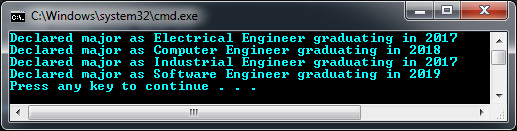 C:\Windows\system32\cmd.exe
Declared major as Electrical Engineer graduating in 2017
Declared major as Computer Engineer graduating in 2018
Declared major as Industrial Engineer graduating in 2017
Declared major as Software Engineer graduating in 2019
Press any key to continue . . .